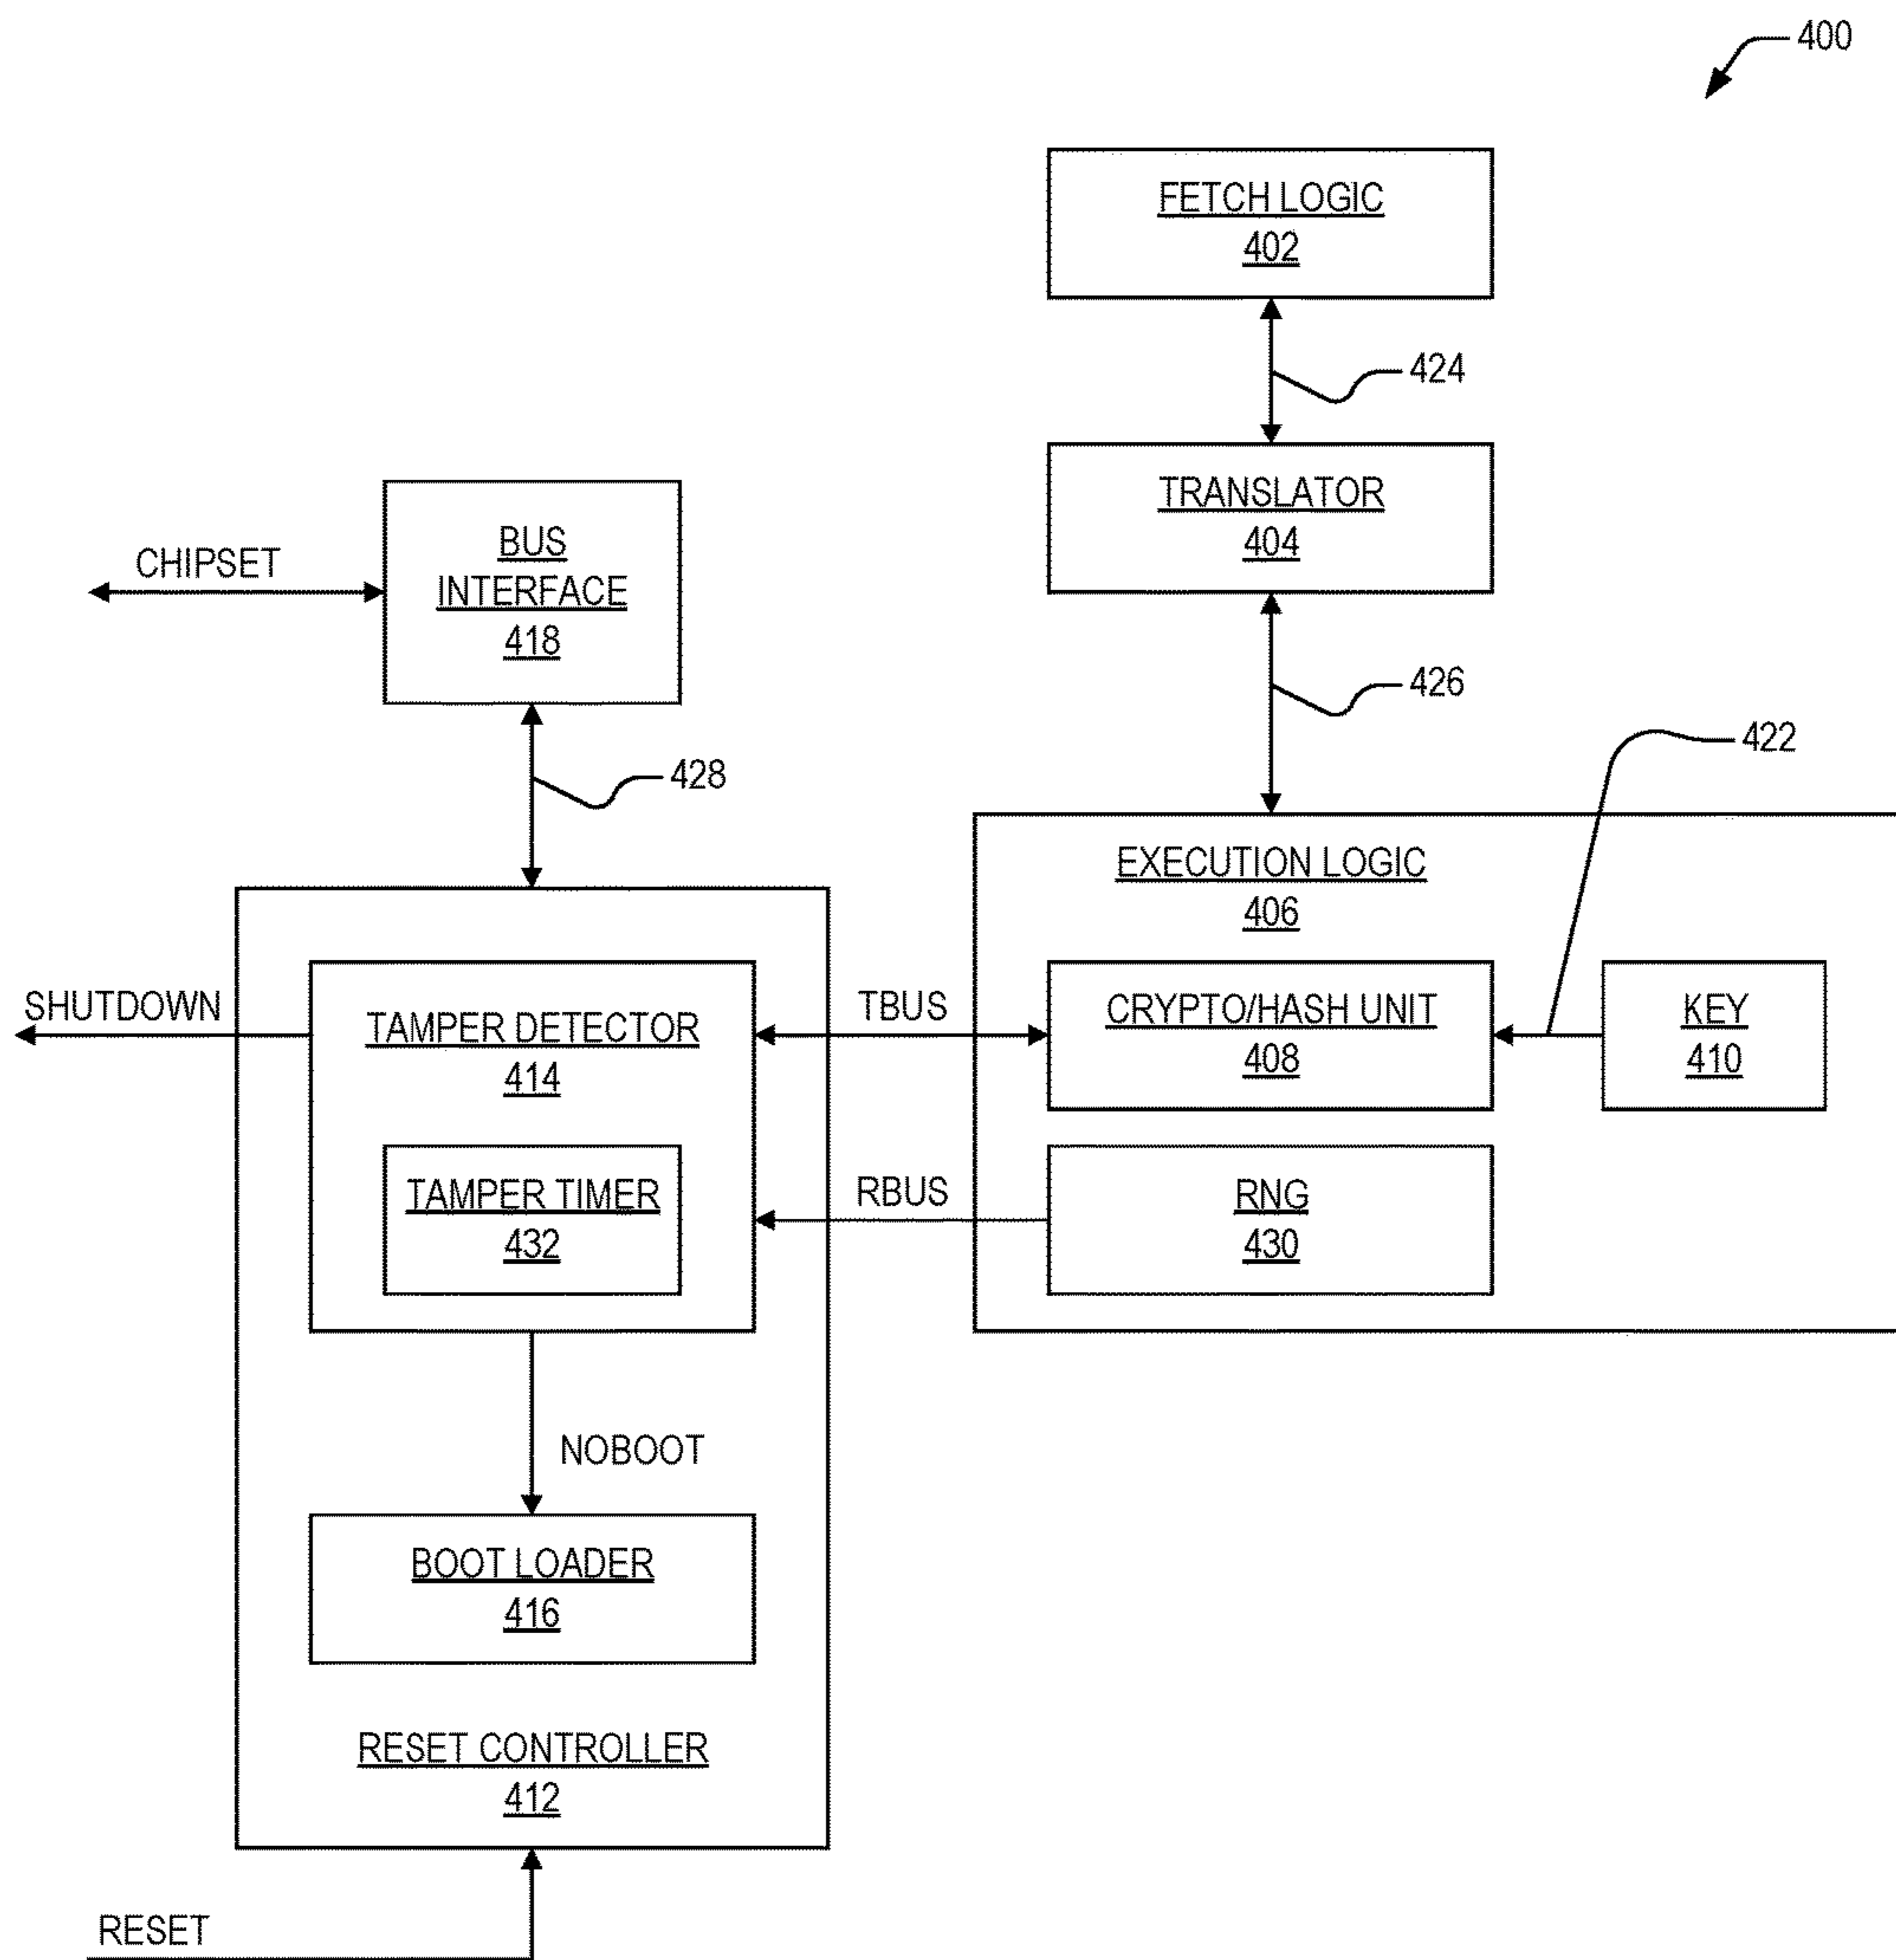 400
FETCH LOGIC
402
424
TRANSLATOR
404
BUS
INTERFACE
418
CHIPSET
426
422
428
EXECUTION LOGIC
406
SHUTDOWN
TAMPER DETECTOR
414
TBUS
CRYPTO/HASH UNIT
408
KEY
410
TAMPER TIMER
432
RBUS
RNG
430
NOBOOT
BOOT LOADER
416
RESET CONTROLLER
412
RESET